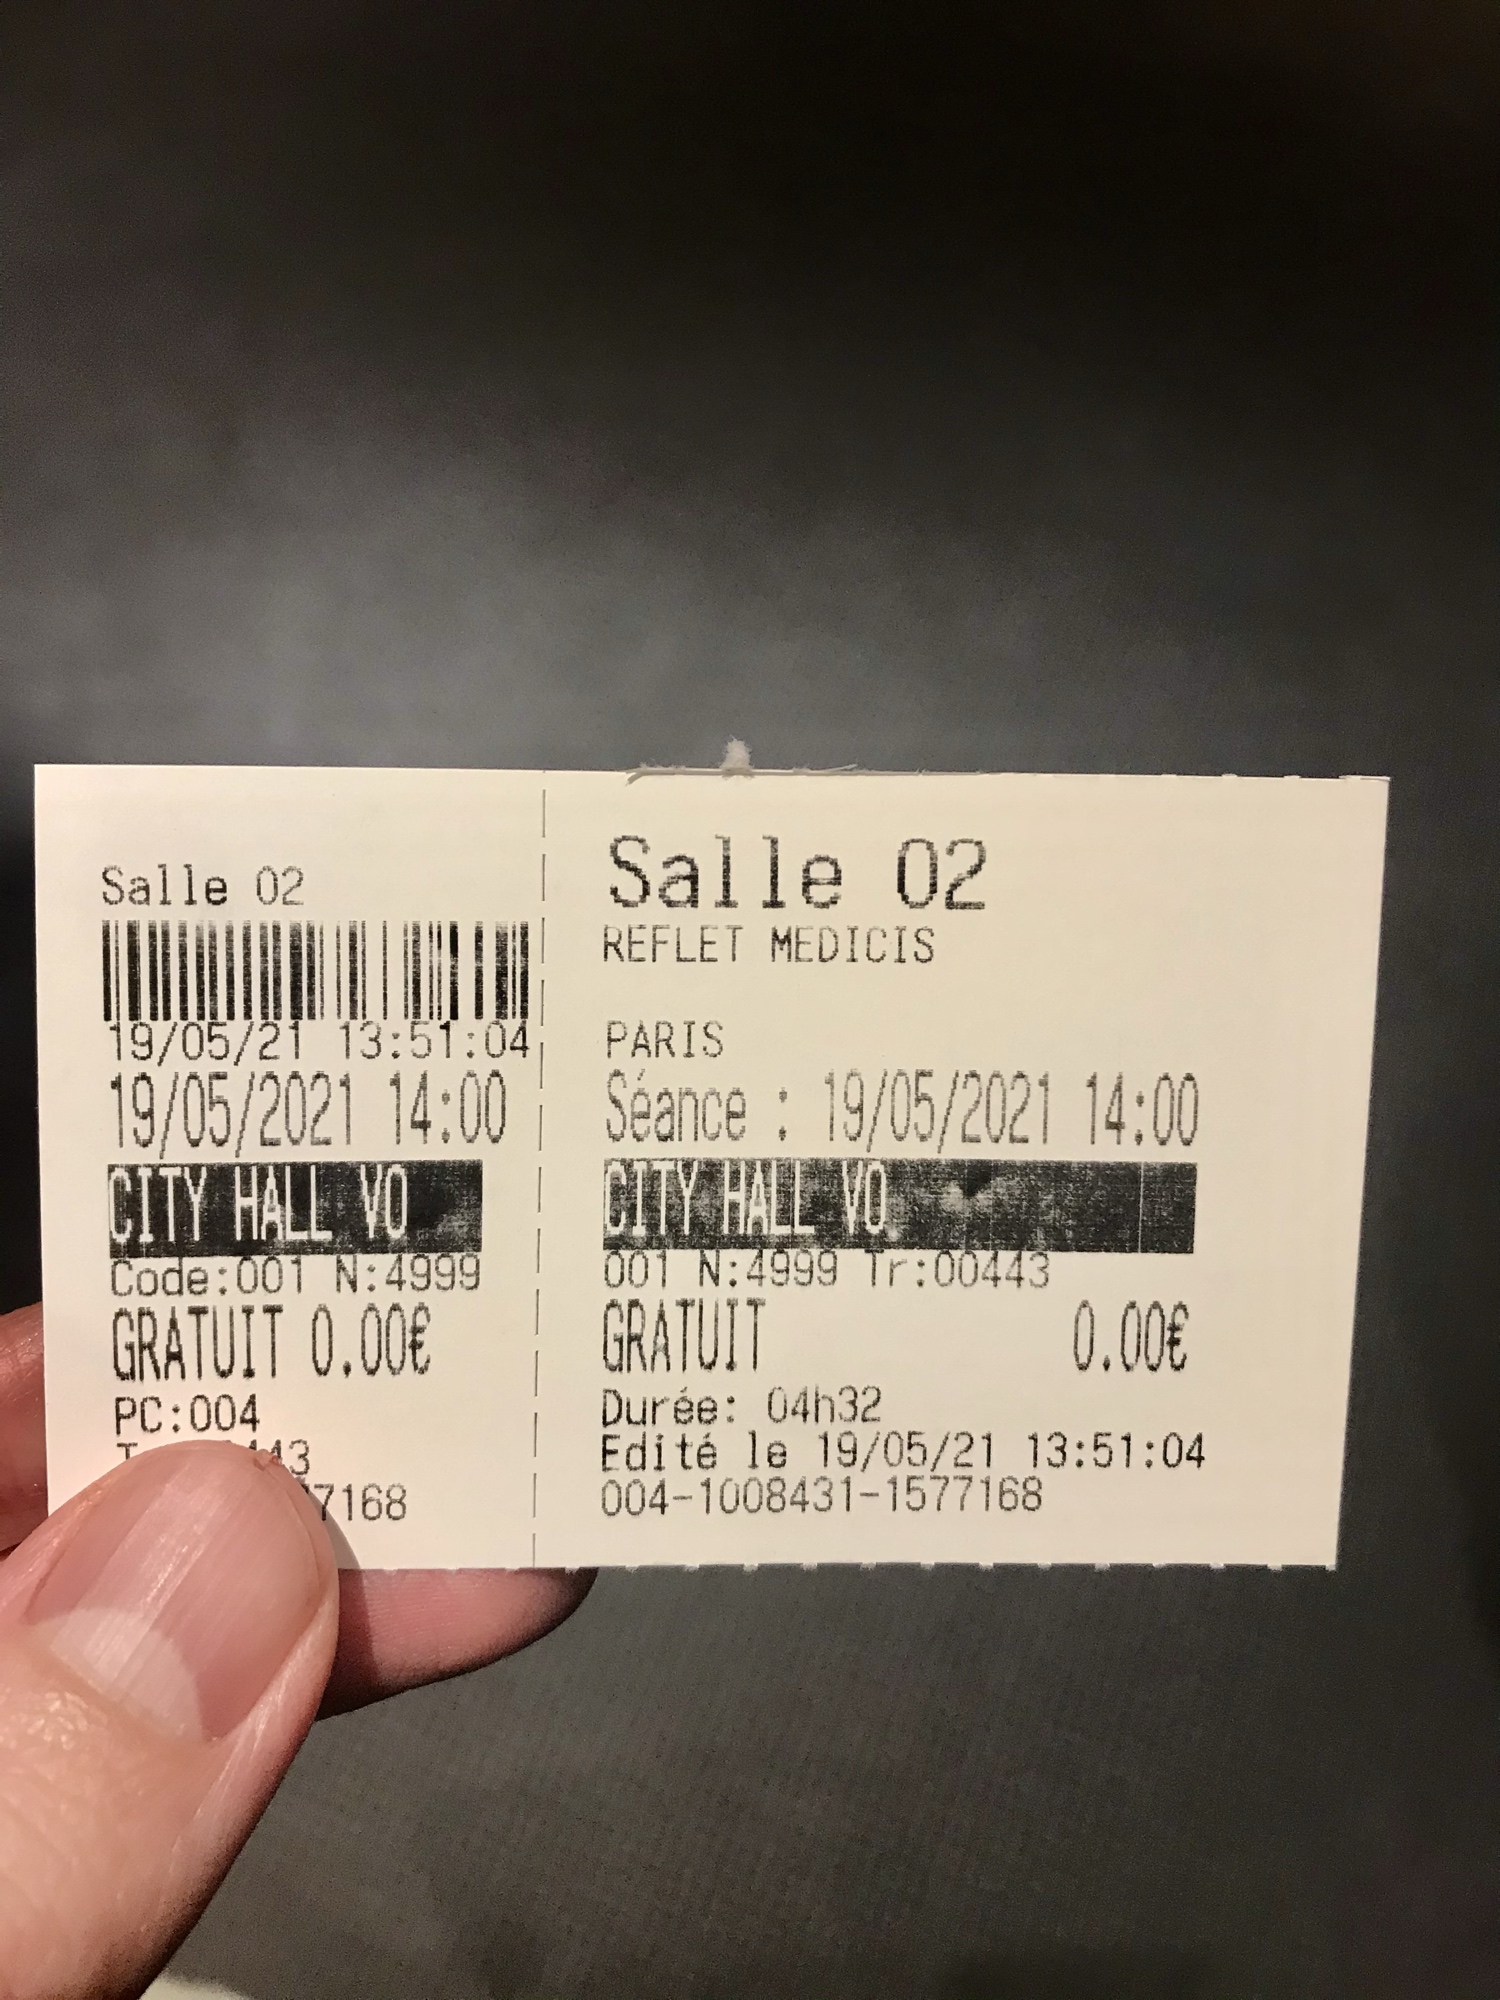 Salle 02
19/05/21 13:51:04
19/05/2021 14:00
CITY HALL VO
Code:001 N:4999
GRATUIT 0.00€
PC:004
7168
Salle 02
REFLET MEDICIS
PARIS
Séance : 19/05/2021 14:00
CITY HALL VO
001 N:4999 Tr:00443
GRATUIT 0.00€
Durée: 04h32
Edité le 19/05/21 13:51:04
004-1008431-1577168